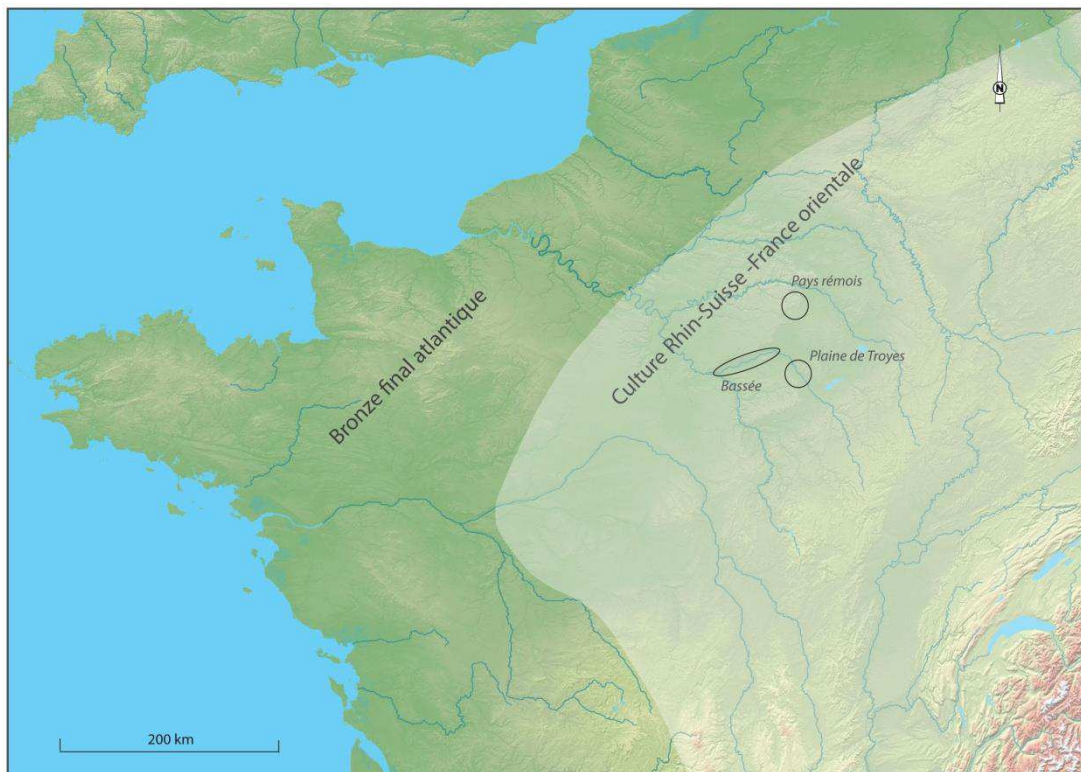 N
Culture Rhin-Suisse -France orientale
Pays rémois
Bronze final atlantique
Plaine de Troyes
Bassée
200 km